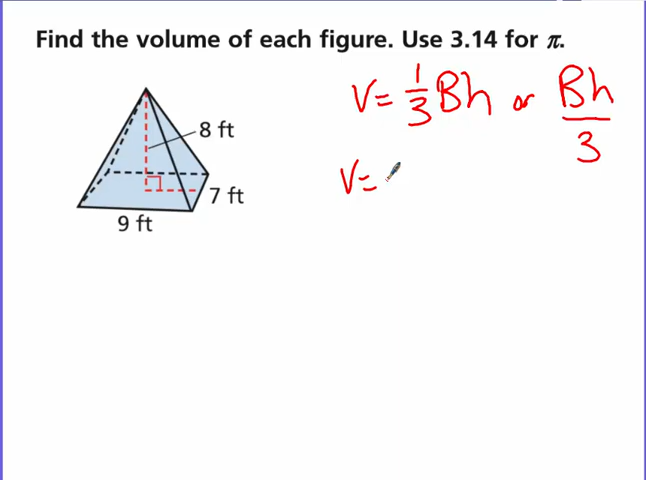 Find the volume of each figure. Use 3.14 for π.
V = 1/3 Bh or Bh/3
8 ft
V =
7 ft
9 ft